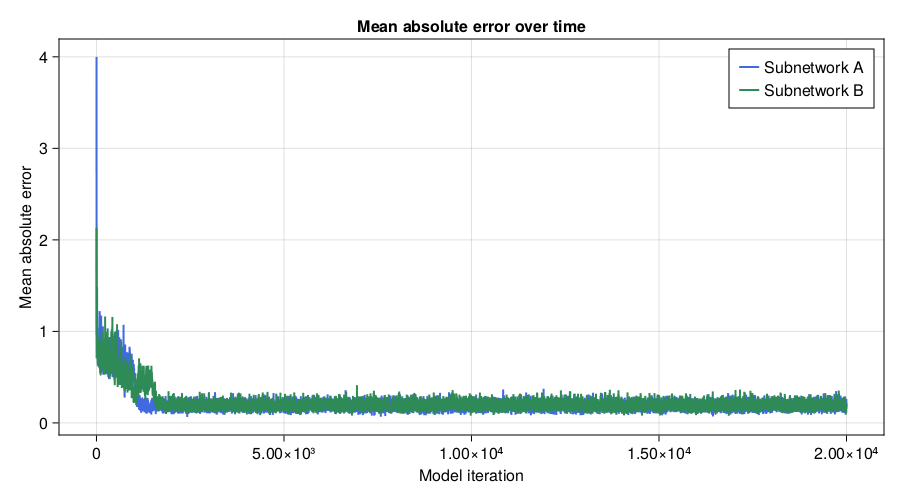 Mean absolute error over time
Subnetwork A
Subnetwork B
Mean absolute error
4
3
2
1
0
0
5.00×10³
1.00×10⁴
1.50×10⁴
2.00×10⁴
Model iteration